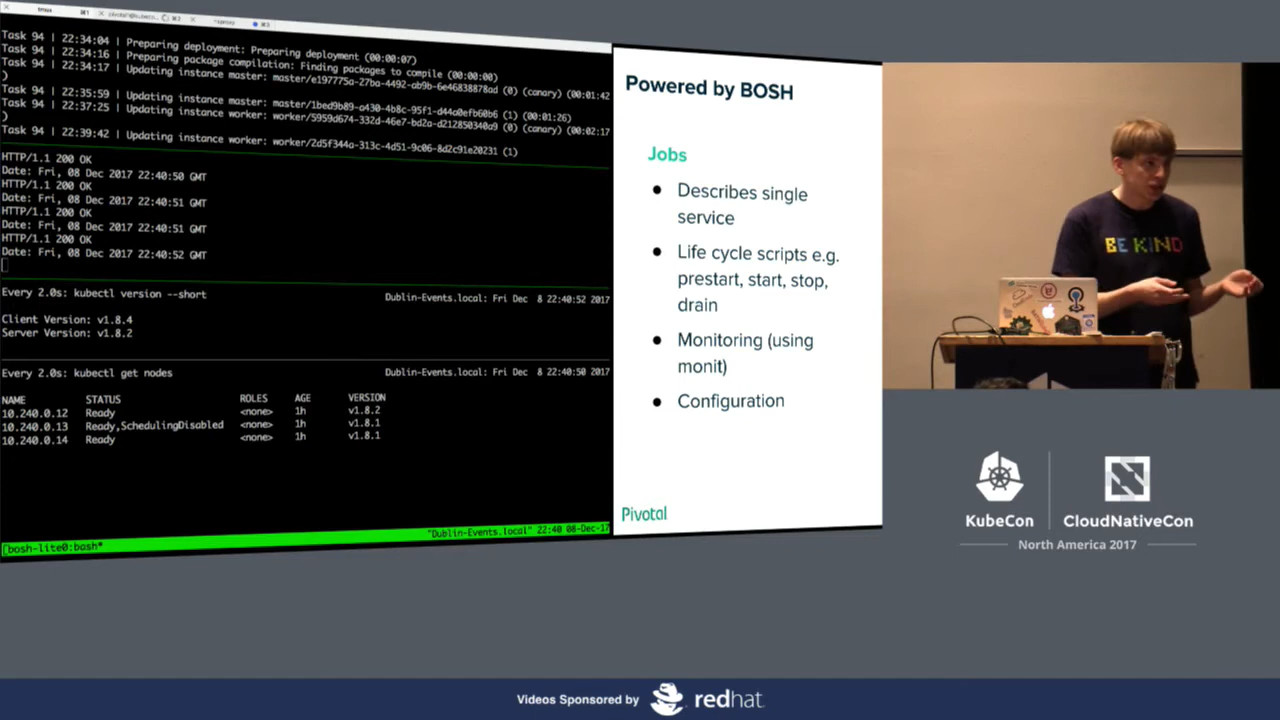 Task 94 | 22:34:04 | Preparing deployment: Preparing deployment (00:00:07)
Task 94 | 22:34:16 | Preparing package compilation: Finding packages to compile (00:00:00)
Task 94 | 22:34:17 | Updating instance master: master/e197775a-27ba-4492-ab9b-6e46838878ad (0) (canary) (00:01:42
)
Task 94 | 22:35:59 | Updating instance master: master/1bed9b89-a430-4b8c-95f1-d44a0efb60b6 (1) (00:01:26)
Task 94 | 22:37:25 | Updating instance worker: worker/5959d674-332d-46e7-bd2a-d212850340a9 (0) (canary) (00:02:17
)
Task 94 | 22:39:42 | Updating instance worker: worker/2d5f344a-313c-4d51-9c06-8d2c91e20231 (1)
HTTP/1.1 200 OK
Date: Fri, 08 Dec 2017 22:40:50 GMT
HTTP/1.1 200 OK
Date: Fri, 08 Dec 2017 22:40:51 GMT
HTTP/1.1 200 OK
Date: Fri, 08 Dec 2017 22:40:51 GMT
HTTP/1.1 200 OK
Date: Fri, 08 Dec 2017 22:40:52 GMT
Every 2.0s: kubectl version --short Dublin-Events.local: Fri Dec 8 22:40:52 2017
Client Version: v1.8.4
Server Version: v1.8.2
Every 2.0s: kubectl get nodes Dublin-Events.local: Fri Dec 8 22:40:50 2017
NAME STATUS ROLES AGE VERSION
10.240.0.12 Ready <none> 1h v1.8.2
10.240.0.13 Ready,SchedulingDisabled <none> 1h v1.8.1
10.240.0.14 Ready <none> 1h v1.8.1
[bosh-lite0:bash* "Dublin-Events.local" 22:40 08-Dec-17
Powered by BOSH
Jobs
● Describes single
service
● Life cycle scripts e.g.
prestart, start, stop,
drain
● Monitoring (using
monit)
● Configuration
Pivotal
BE KIND
KubeCon
CloudNativeCon
North America 2017
Videos Sponsored by redhat